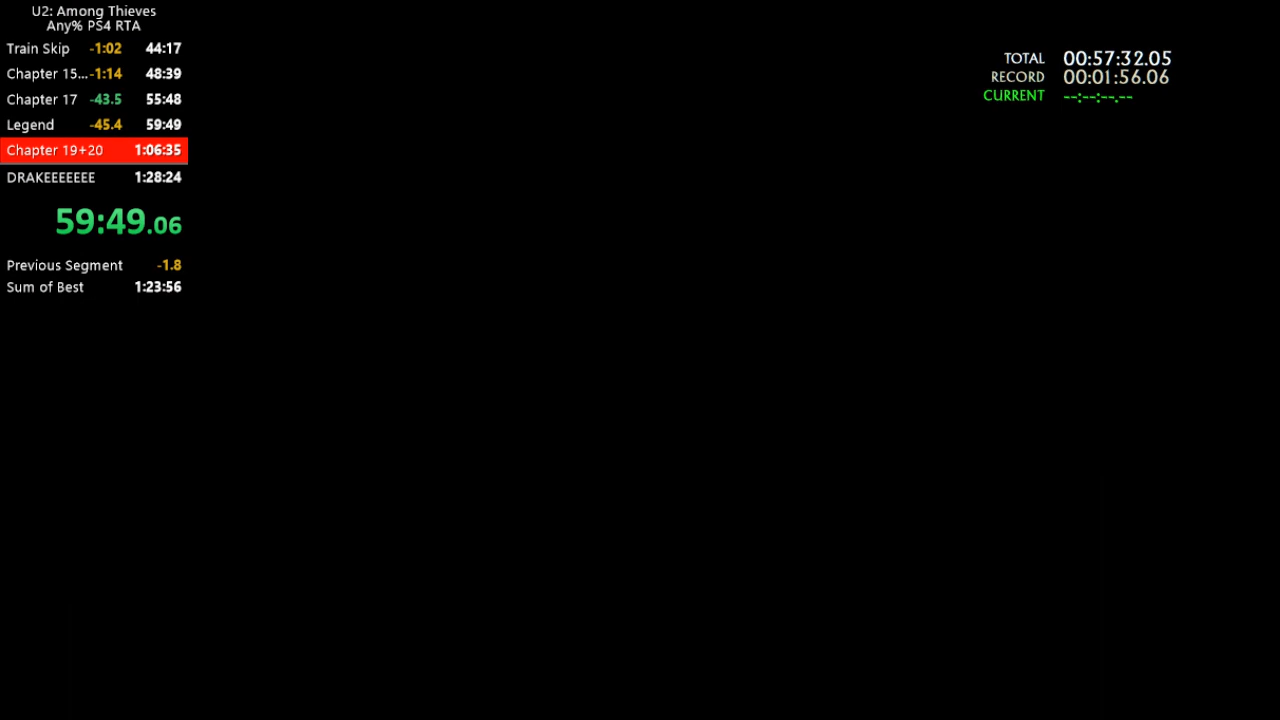 U2: Among Thieves
Any% PS4 RTA
Train Skip -1:02 44:17
Chapter 15...-1:14 48:39
Chapter 17 -43.5 55:48
Legend -45.4 59:49
Chapter 19+20 1:06:35
DRAKEEEEEEE 1:28:24
59:49.06
Previous Segment -1.8
Sum of Best 1:23:56
TOTAL 00:57:32.05
RECORD 00:01:56.06
CURRENT --:--:--.--